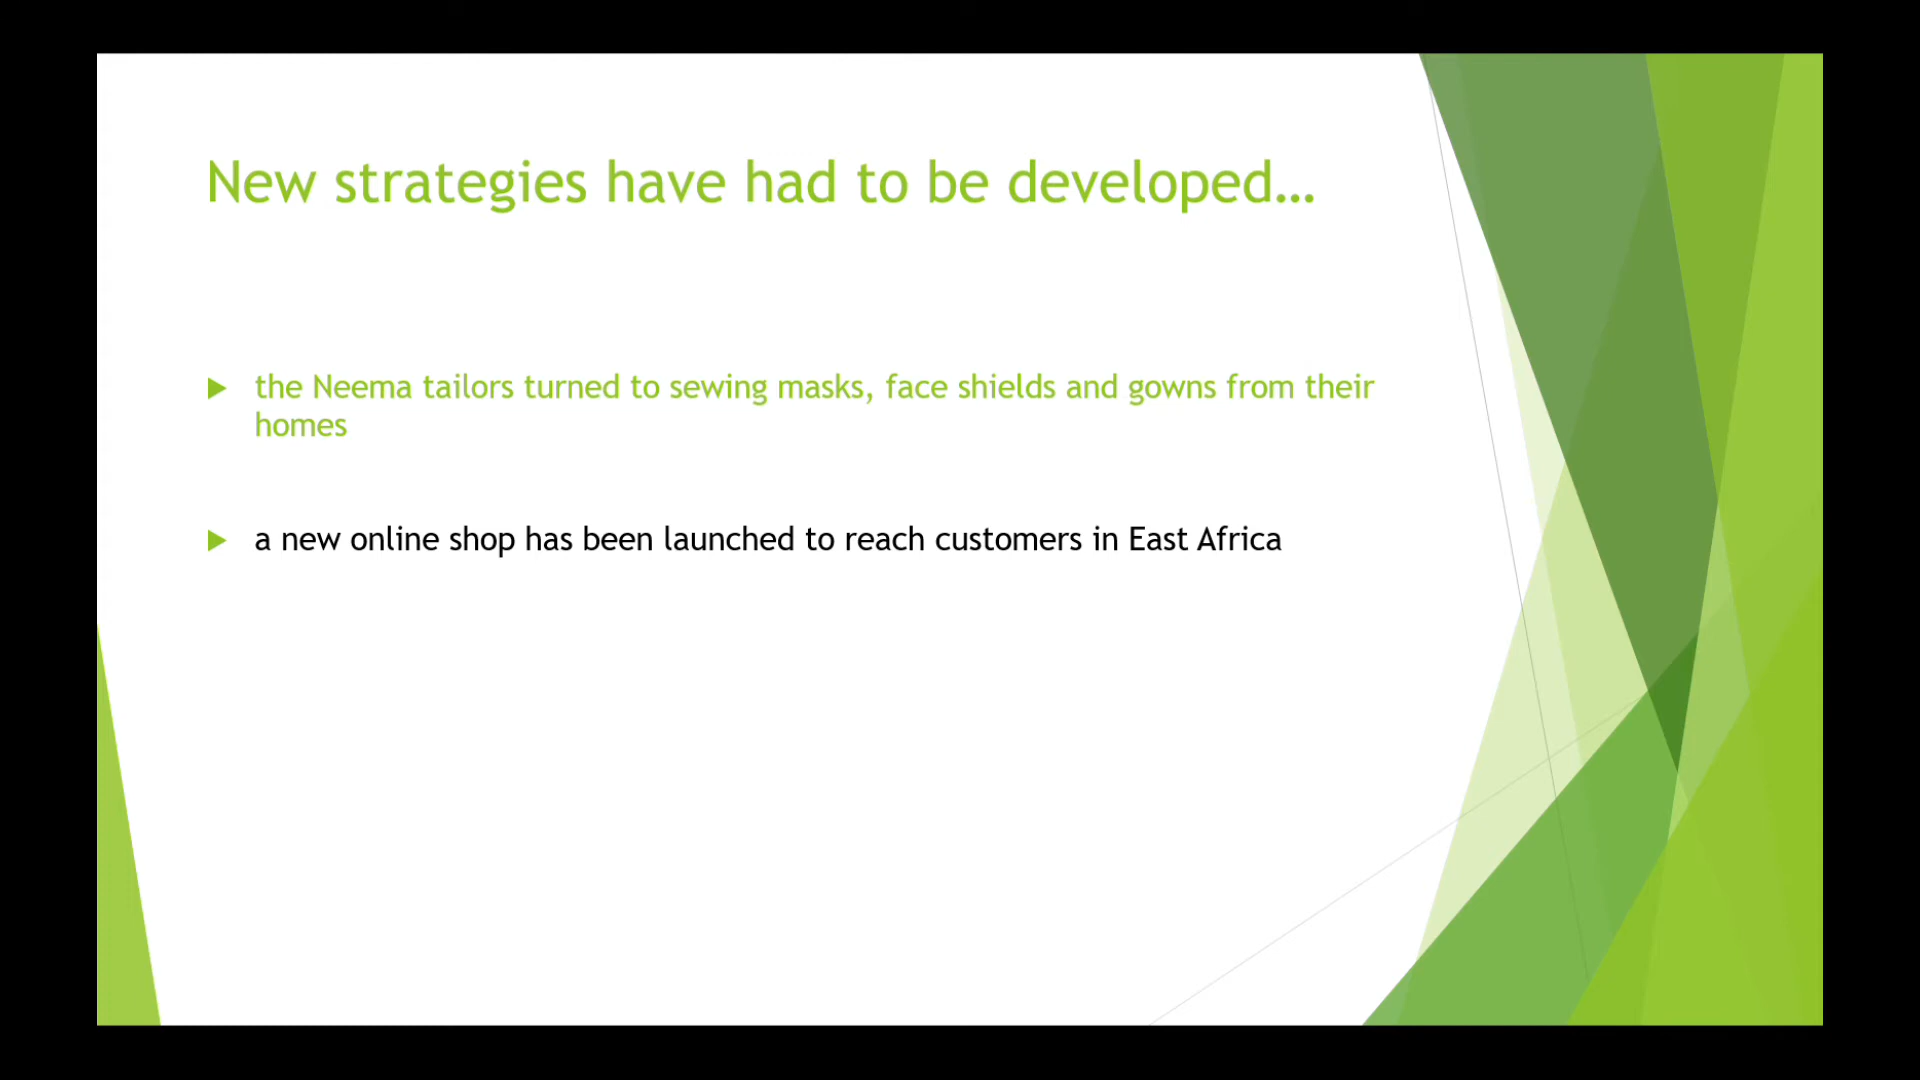 New strategies have had to be developed...
the Neema tailors turned to sewing masks, face shields and gowns from their
homes
a new online shop has been launched to reach customers in East Africa